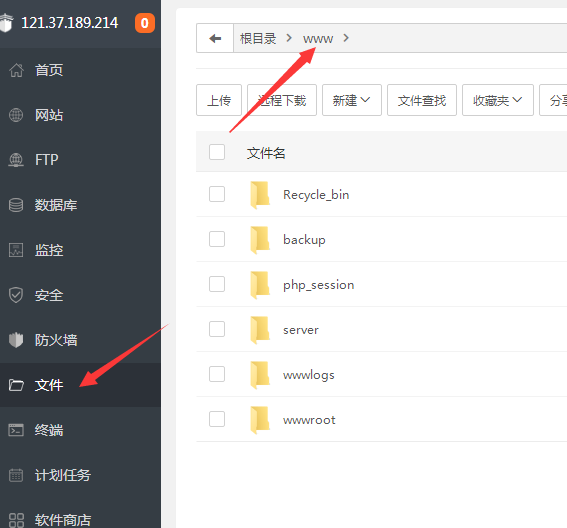 121.37.189.214 0
首页
网站
FTP
数据库
监控
安全
防火墙
文件
终端
计划任务
软件商店
根目录 > www >
上传 远程下载 新建 文件查找 收藏夹 分享
文件名
Recycle_bin
backup
php_session
server
wwwlogs
wwwroot